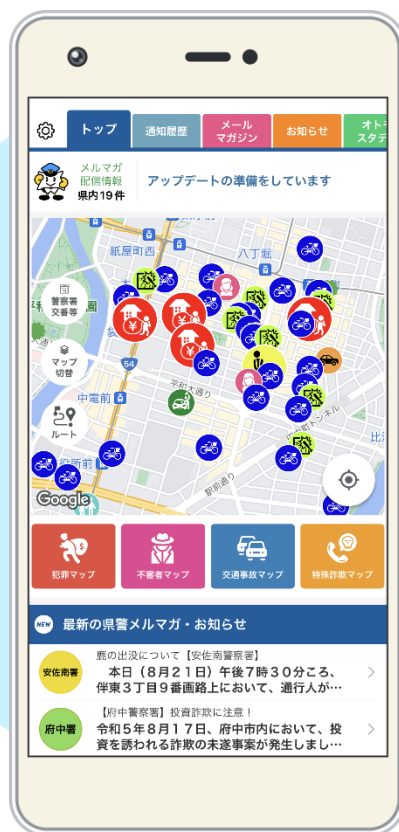 トップ
通知履歴
メール
マガジン
お知らせ
オト
スタテ
メルマガ
配信情報
県内19件
アップデートの準備をしています
紙屋町西
八丁堀
警察署
交番等
マップ
切替
54
ルート
中電前
平和大通り
役所前
駅前通り
Google
犯罪マップ
不審者マップ
交通事故マップ
特殊詐欺マップ
NEW
最新の県警メルマガ・お知らせ
安佐南署
鹿の出没について【安佐南警察署】
本日（8月21日）午後7時30分ころ、
伴東3丁目9番画路上において、通行人が…
府中署
【府中警察署】投資詐欺に注意！
令和5年8月17日、府中市内において、投
資を誘われる詐欺の未遂事案が発生しまし…